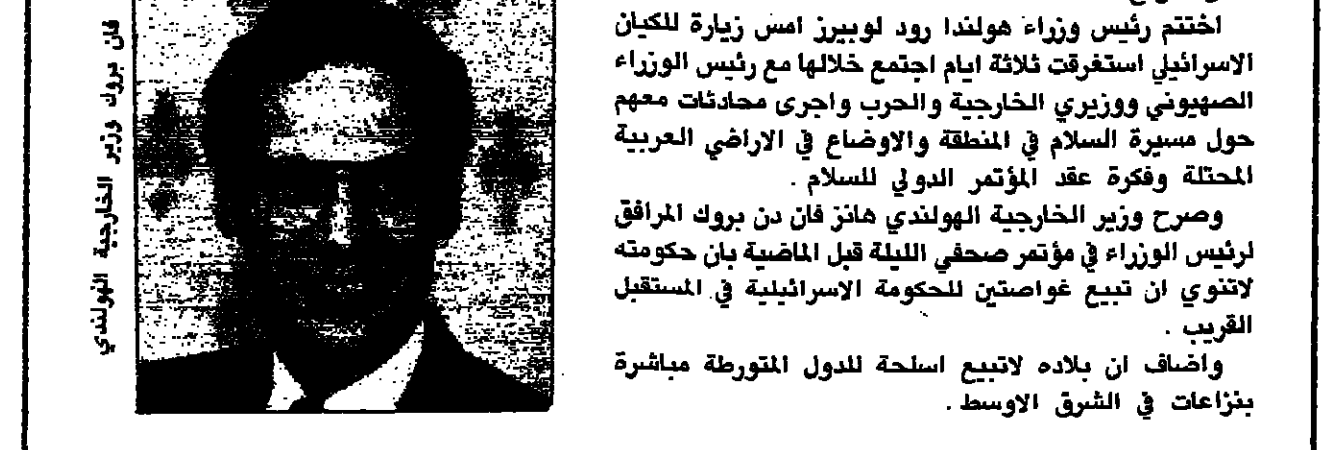 اختتم رئيس وزراء هولندا رود لوبيرز امس زيارة للكيان
الاسرائيلي استغرقت ثلاثة ايام اجتمع خلالها مع رئيس الوزراء
الصهيوني ووزيري الخارجية والحرب واجرى محادثات معهم
حول مسيرة السلام في المنطقة والاوضاع في الاراضي العربية
المحتلة وفكرة عقد المؤتمر الدولي للسلام .
وصرح وزير الخارجية الهولندي هانز فان دن بروك المرافق
لرئيس الوزراء في مؤتمر صحفي الليلة قبل الماضية بان حكومته
لاتنوي ان تبيع غواصتين للحكومة الاسرائيلية في المستقبل
القريب .
واضاف ان بلاده لاتبيع اسلحة للدول المتورطة مباشرة
بنزاعات في الشرق الاوسط .
فان بروك وزير الخارجية الهولندي